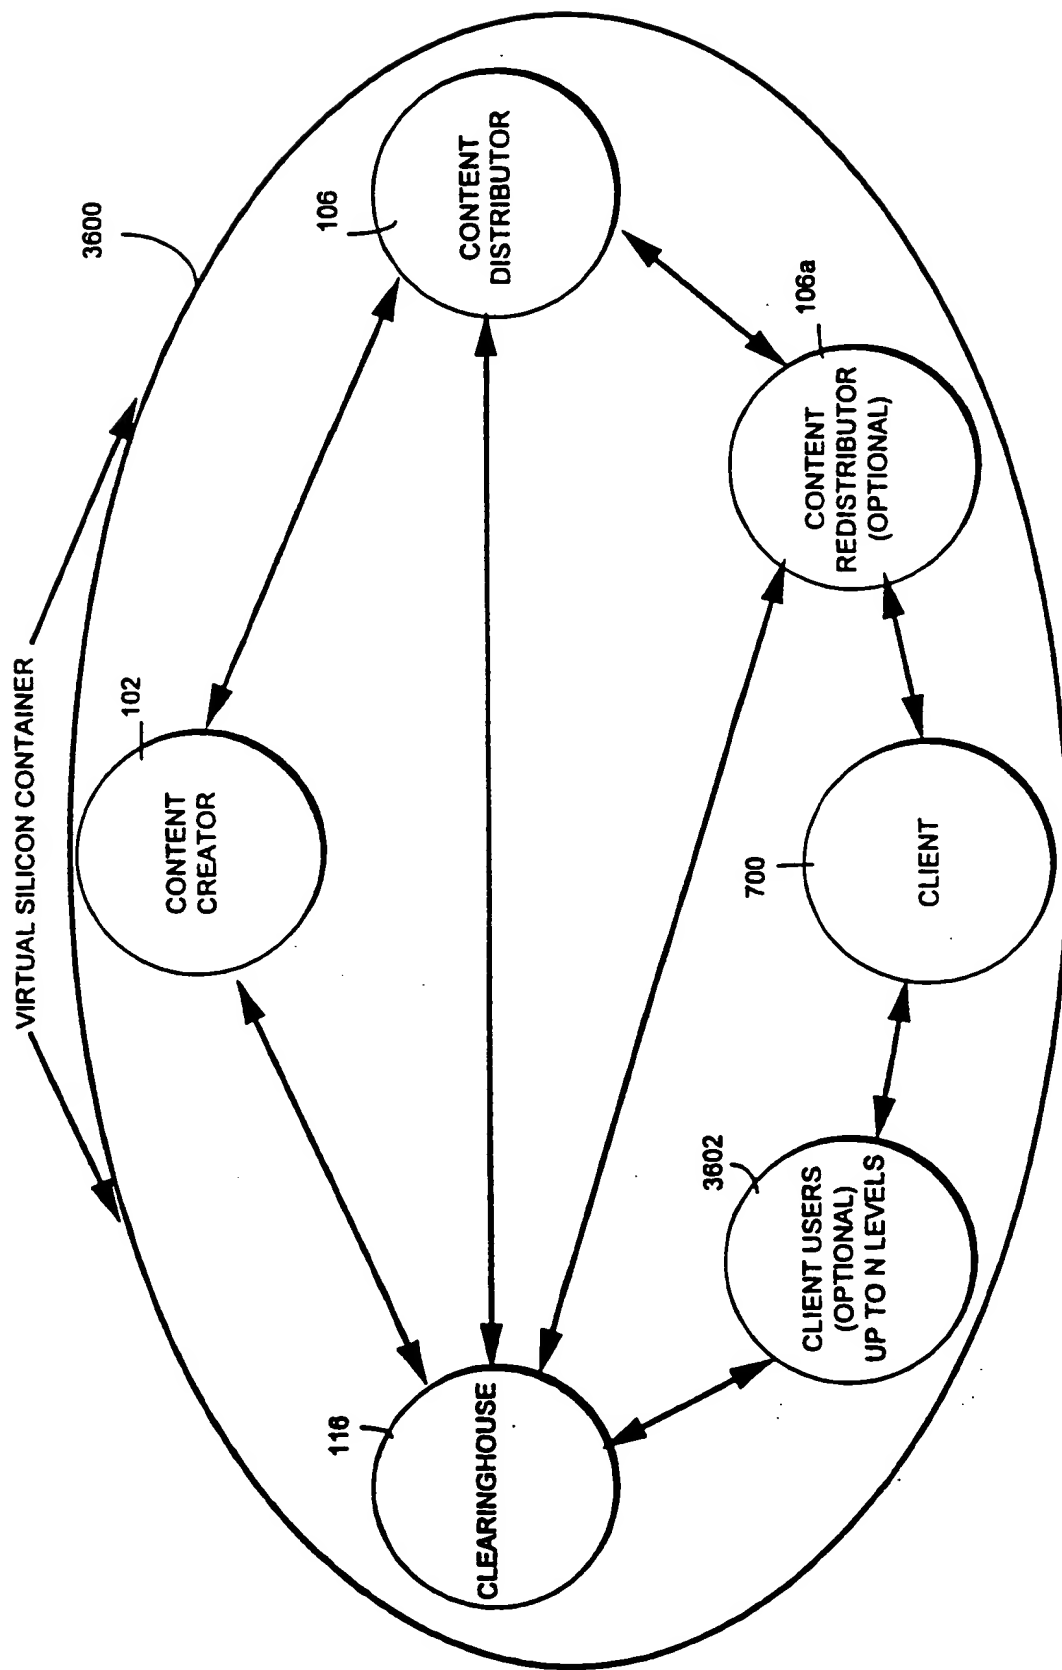 VIRTUAL SILICON CONTAINER
3600
102
CONTENT
CREATOR
106
CONTENT
DISTRIBUTOR
116
CLEARINGHOUSE
106a
CONTENT
REDISTRIBUTOR
(OPTIONAL)
3602
CLIENT USERS
(OPTIONAL)
UP TO N LEVELS
700
CLIENT